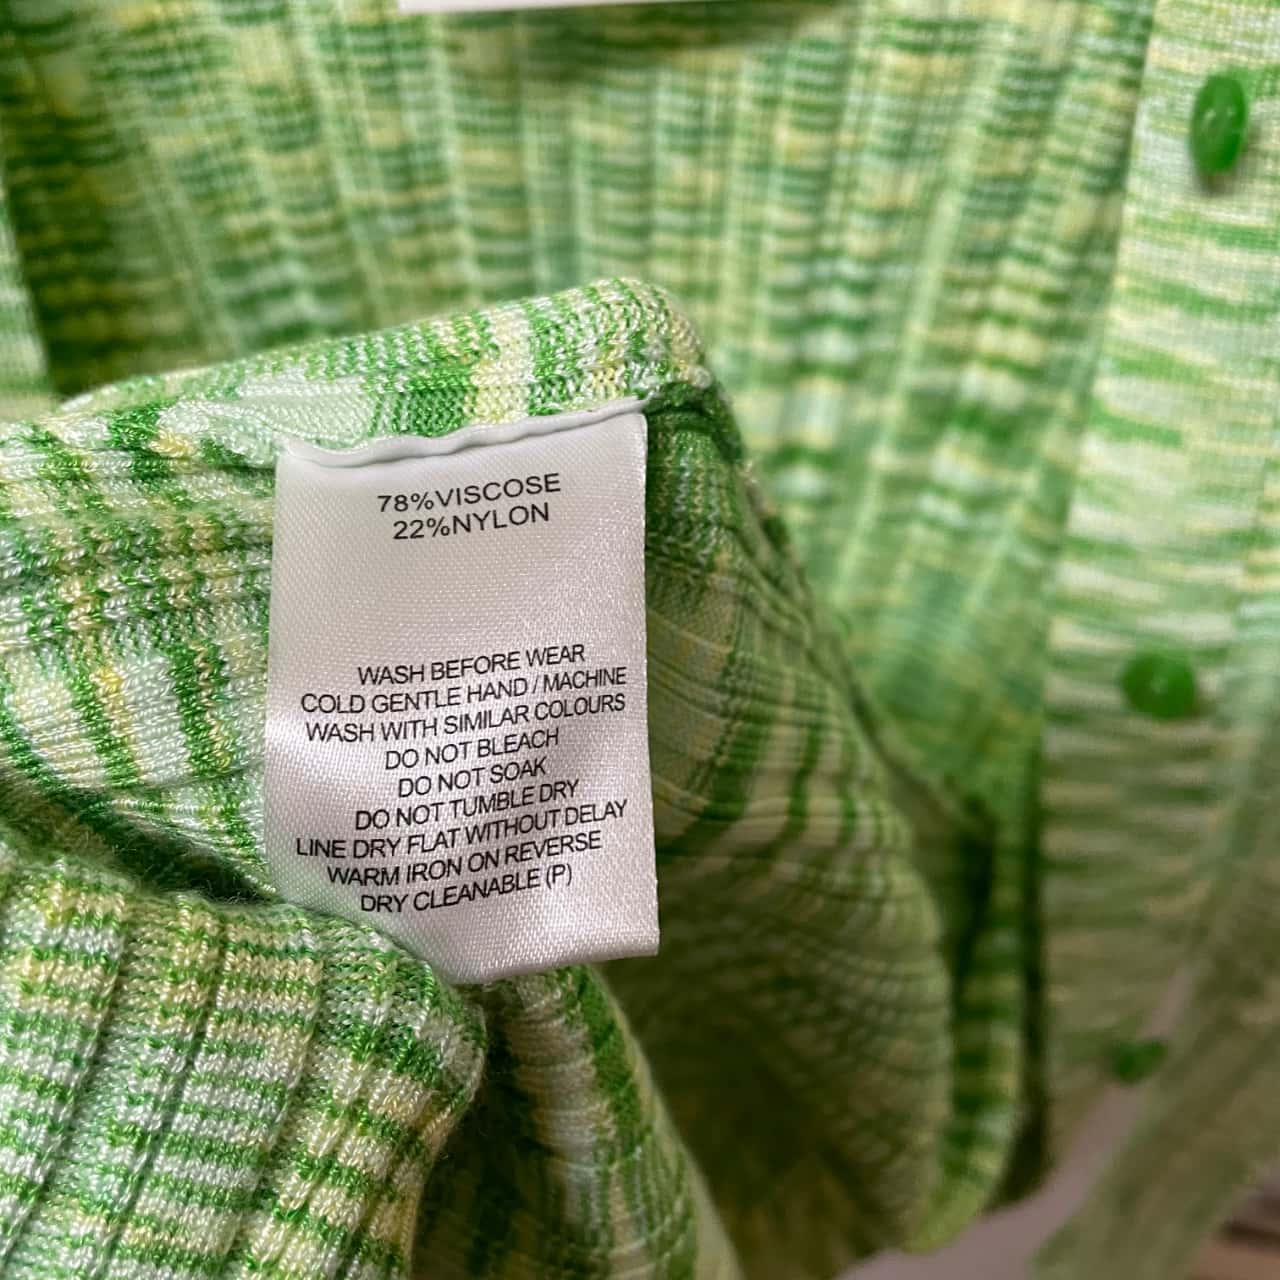 78%VISCOSE
22%NYLON
WASH BEFORE WEAR
COLD GENTLE HAND / MACHINE
WASH WITH SIMILAR COLOURS
DO NOT BLEACH
DO NOT SOAK
DO NOT TUMBLE DRY
LINE DRY FLAT WITHOUT DELAY
WARM IRON ON REVERSE
DRY CLEANABLE (P)